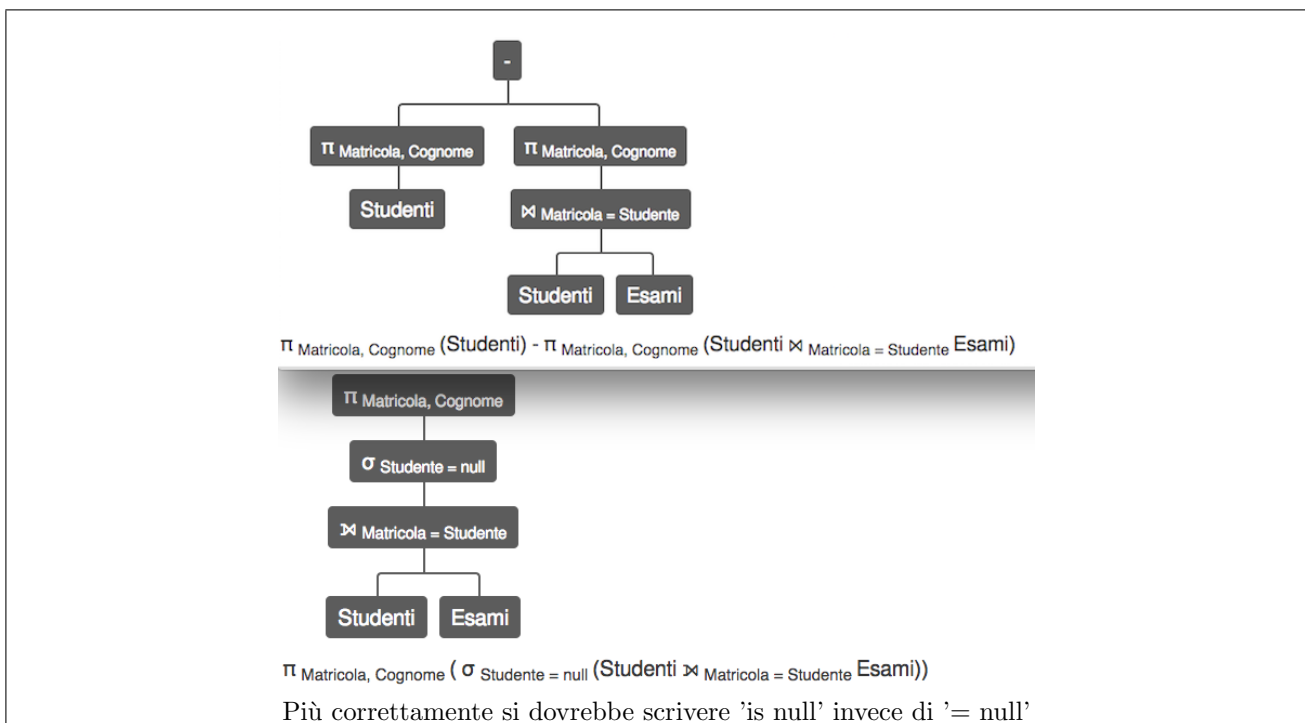 -
π Matricola, Cognome π Matricola, Cognome
Studenti ⋈ Matricola = Studente
Studenti Esami
π Matricola, Cognome (Studenti) - π Matricola, Cognome (Studenti ⋈ Matricola = Studente Esami)
π Matricola, Cognome
σ Studente = null
⟕ Matricola = Studente
Studenti Esami
π Matricola, Cognome ( σ Studente = null (Studenti ⟕ Matricola = Studente Esami))
Più correttamente si dovrebbe scrivere ’is null’ invece di ’= null’